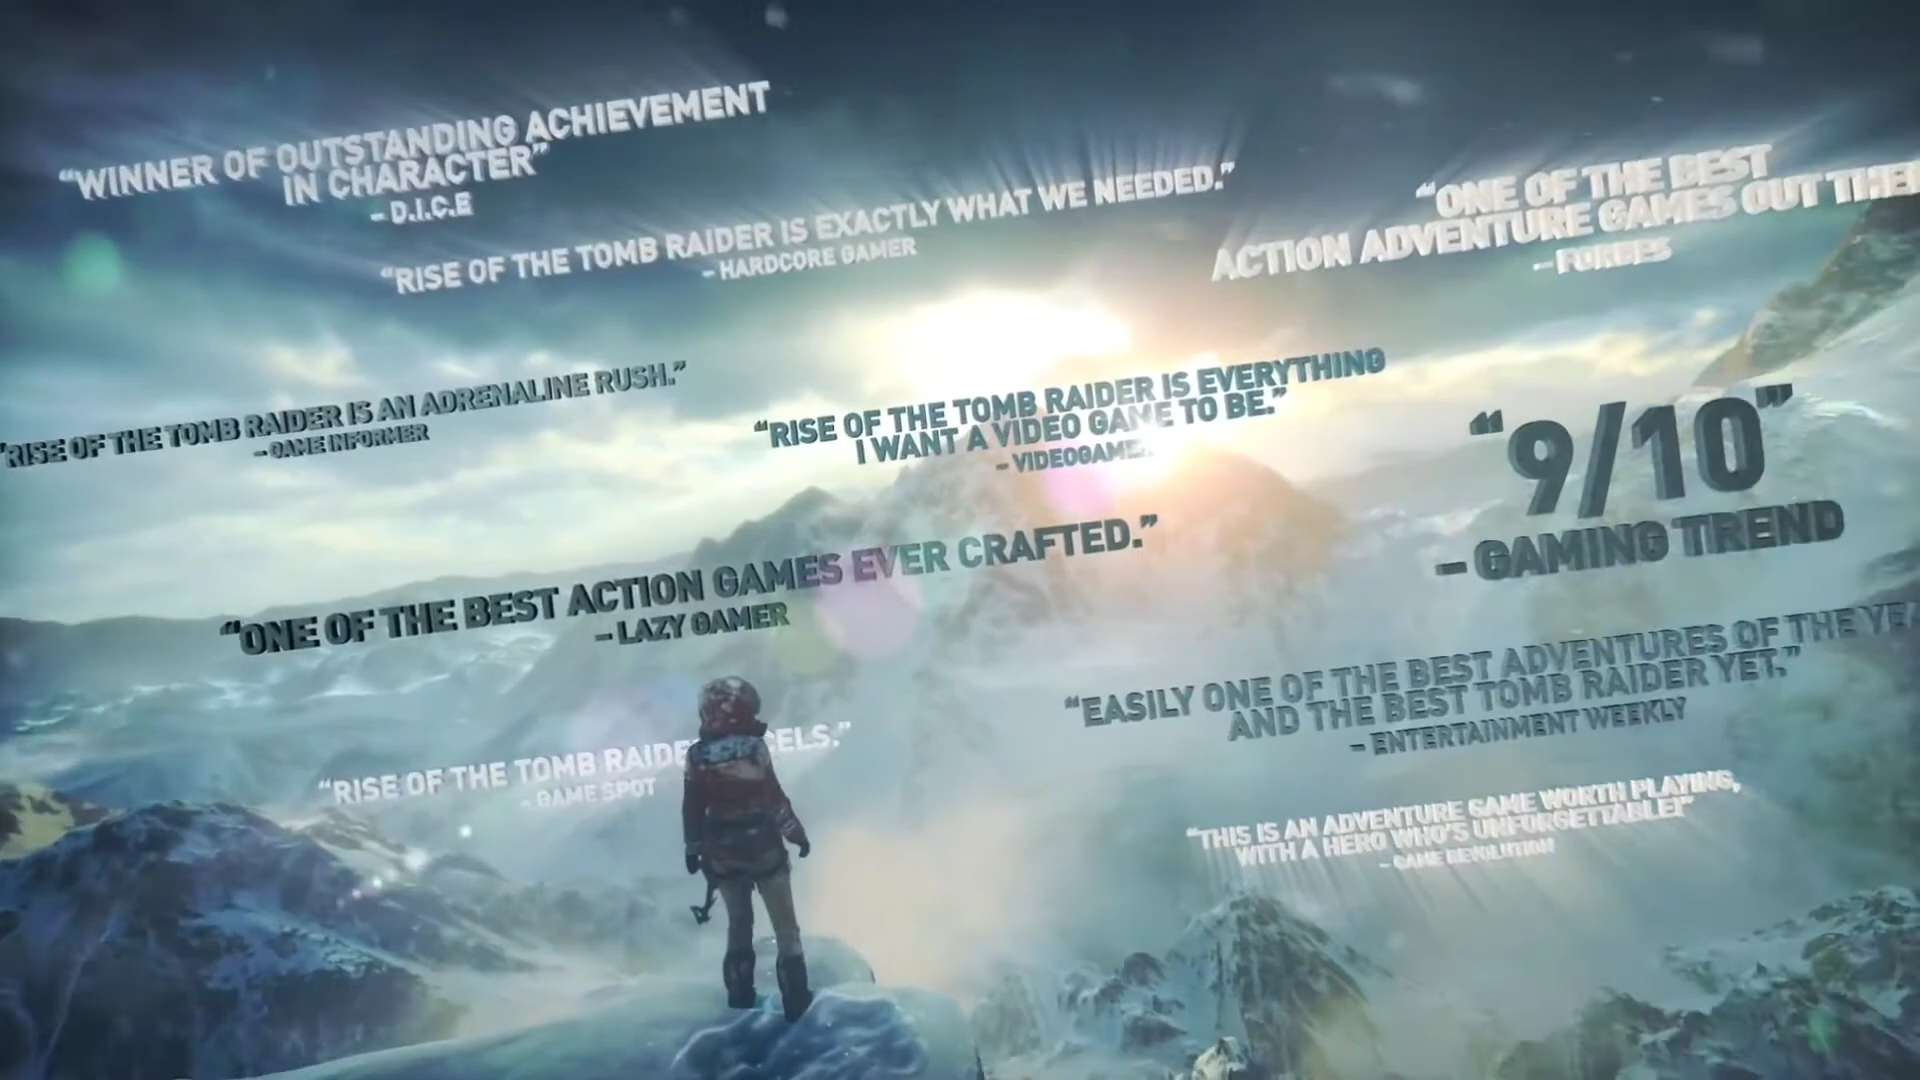 “WINNER OF OUTSTANDING ACHIEVEMENT
IN CHARACTER”
– D.I.C.E
“RISE OF THE TOMB RAIDER IS EXACTLY WHAT WE NEEDED.”
– HARDCORE GAMER
“ONE OF THE BEST
ACTION ADVENTURE GAMES OUT
– FORBES
“RISE OF THE TOMB RAIDER IS AN ADRENALINE RUSH.”
– GAME INFORMER
“RISE OF THE TOMB RAIDER IS EVERYTHING
I WANT A VIDEO GAME TO BE.”
– VIDEOGAME
“9/10”
– GAMING TREND
“ONE OF THE BEST ACTION GAMES EVER CRAFTED.”
– LAZY GAMER
“EASILY ONE OF THE BEST ADVENTURES OF THE
AND THE BEST TOMB RAIDER YET.”
– ENTERTAINMENT WEEKLY
“RISE OF THE TOMB
– GAME SPOT
“THIS IS AN ADVENTURE GAME WORTH PLAYING,
WITH A HERO WHO'S UNFORGETTABLE!”
– GAME REVOLUTION